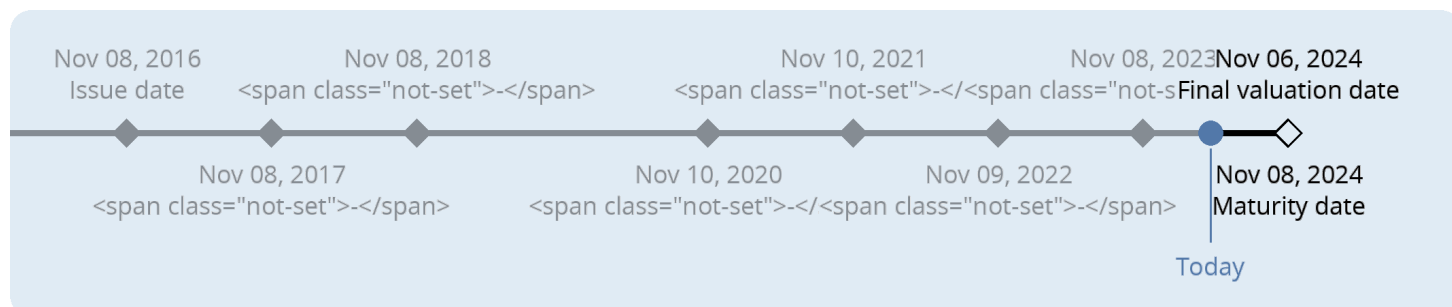 Nov 08, 2016
Issue date
Nov 08, 2018
<span class="not-set">-</span>
Nov 10, 2021
<span class="not-set">-</
Nov 08, 2023
<span class="not-s
Nov 06, 2024
Final valuation date
Nov 08, 2017
<span class="not-set">-</span>
Nov 10, 2020
<span class="not-set">-</
Nov 09, 2022
<span class="not-set">-</span>
Nov 08, 2024
Maturity date
Today